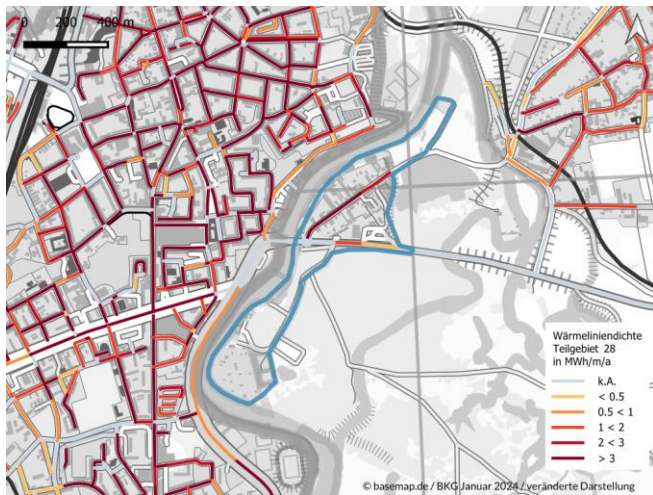 0 200 400 m
Wärmeliniendichte
Teilgebiet 28
in MWh/m/a
k.A.
< 0.5
0.5 < 1
1 < 2
2 < 3
> 3
© basemap.de / BKG Januar 2024 / veränderte Darstellung